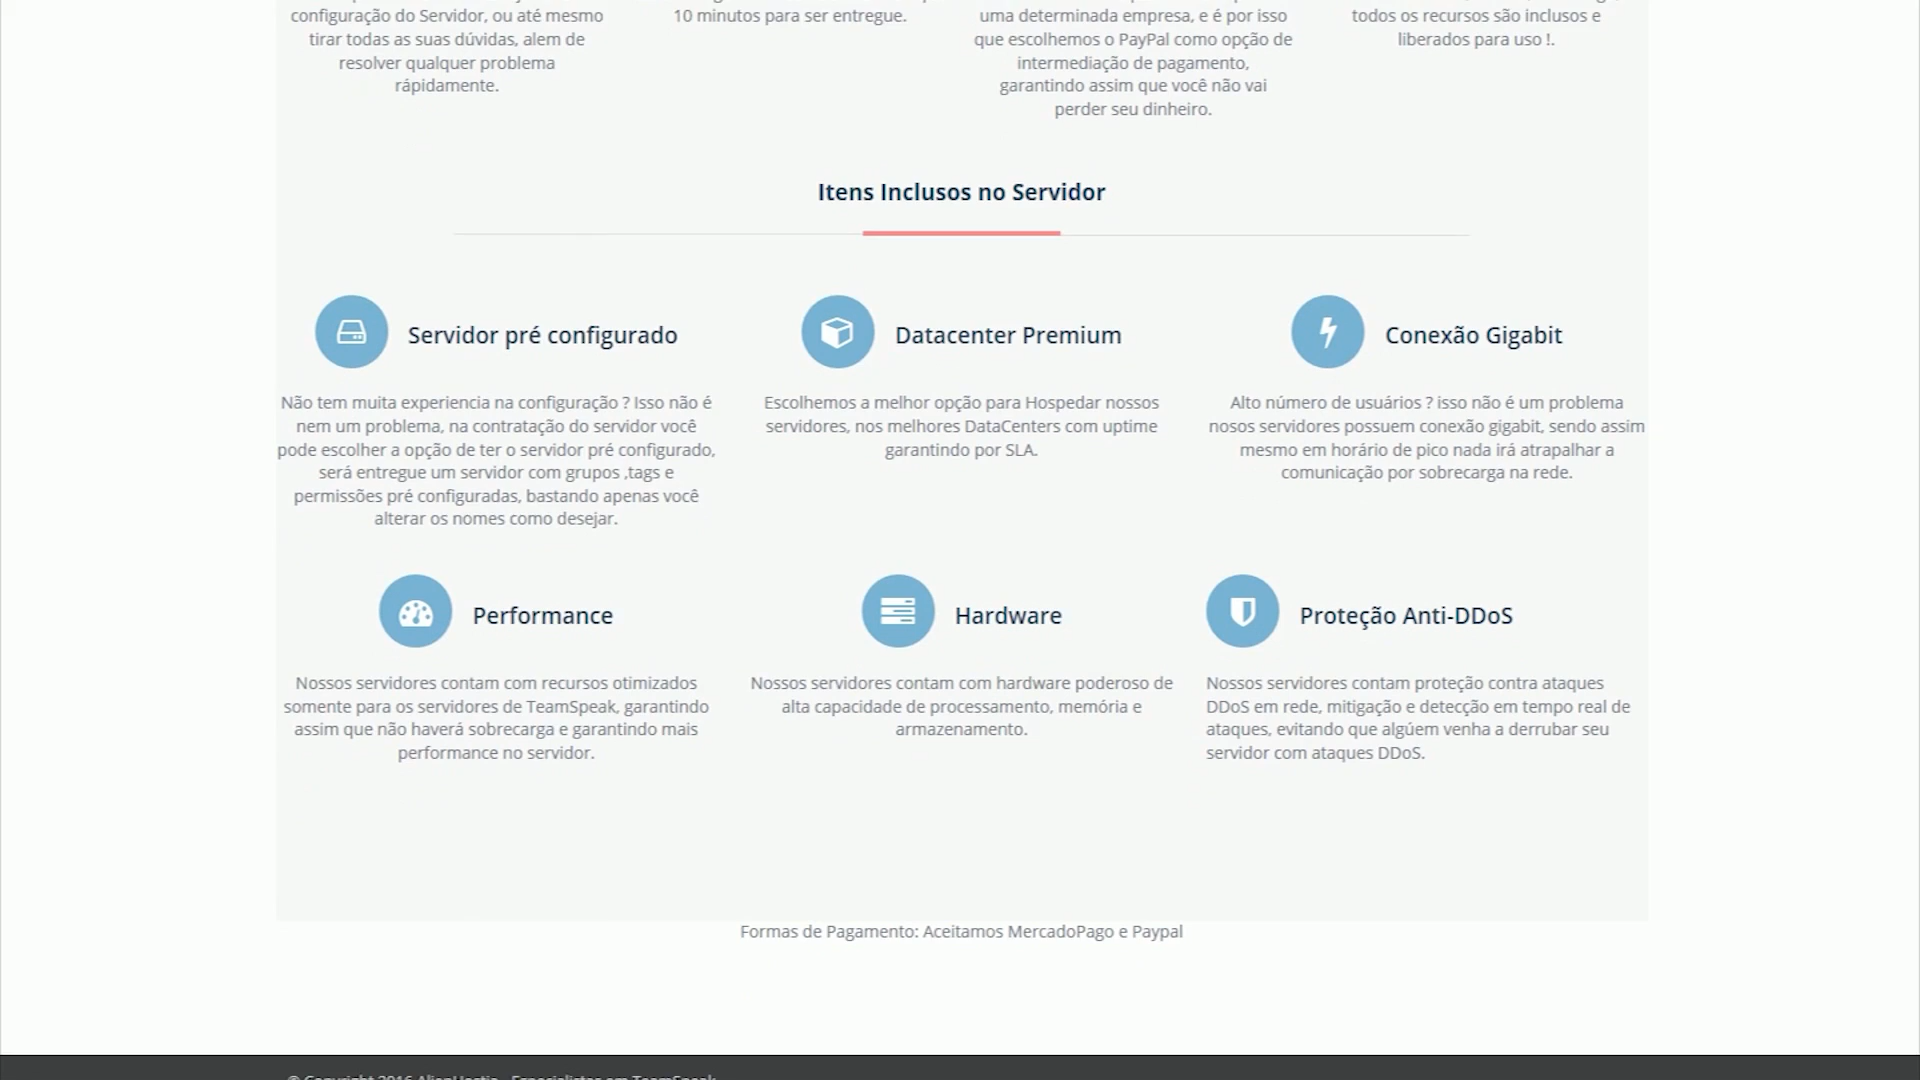 configuração do Servidor, ou até mesmo
tirar todas as suas dúvidas, alem de
resolver qualquer problema
rápidamente.
10 minutos para ser entregue.
uma determinada empresa, e é por isso
que escolhemos o PayPal como opção de
intermediação de pagamento,
garantindo assim que você não vai
perder seu dinheiro.
todos os recursos são inclusos e
liberados para uso !.
Itens Inclusos no Servidor
Servidor pré configurado
Não tem muita experiencia na configuração ? Isso não é
nem um problema, na contratação do servidor você
pode escolher a opção de ter o servidor pré configurado,
será entregue um servidor com grupos ,tags e
permissões pré configuradas, bastando apenas você
alterar os nomes como desejar.
Datacenter Premium
Escolhemos a melhor opção para Hospedar nossos
servidores, nos melhores DataCenters com uptime
garantindo por SLA.
Conexão Gigabit
Alto número de usuários ? isso não é um problema
nosos servidores possuem conexão gigabit, sendo assim
mesmo em horário de pico nada irá atrapalhar a
comunicação por sobrecarga na rede.
Performance
Nossos servidores contam com recursos otimizados
somente para os servidores de TeamSpeak, garantindo
assim que não haverá sobrecarga e garantindo mais
performance no servidor.
Hardware
Nossos servidores contam com hardware poderoso de
alta capacidade de processamento, memória e
armazenamento.
Proteção Anti-DDoS
Nossos servidores contam proteção contra ataques
DDoS em rede, mitigação e detecção em tempo real de
ataques, evitando que algúem venha a derrubar seu
servidor com ataques DDoS.
Formas de Pagamento: Aceitamos MercadoPago e Paypal
© Copyright 2016 AlienHostia - Especialistas em TeamSpeak